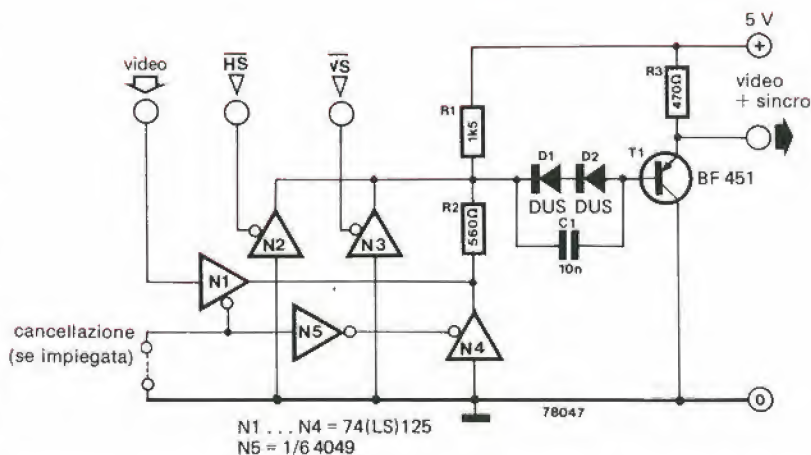 5 V
+
video
HS
VS
R3
470Ω
video
+ sincro
R1
1k5
D1
D2
T1
BF 451
DUS
DUS
N2
N3
R2
560Ω
C1
10n
N1
cancellazione
(se impiegata)
N5
N4
0
78047
N1 ... N4 = 74(LS)125
N5 = 1/6 4049